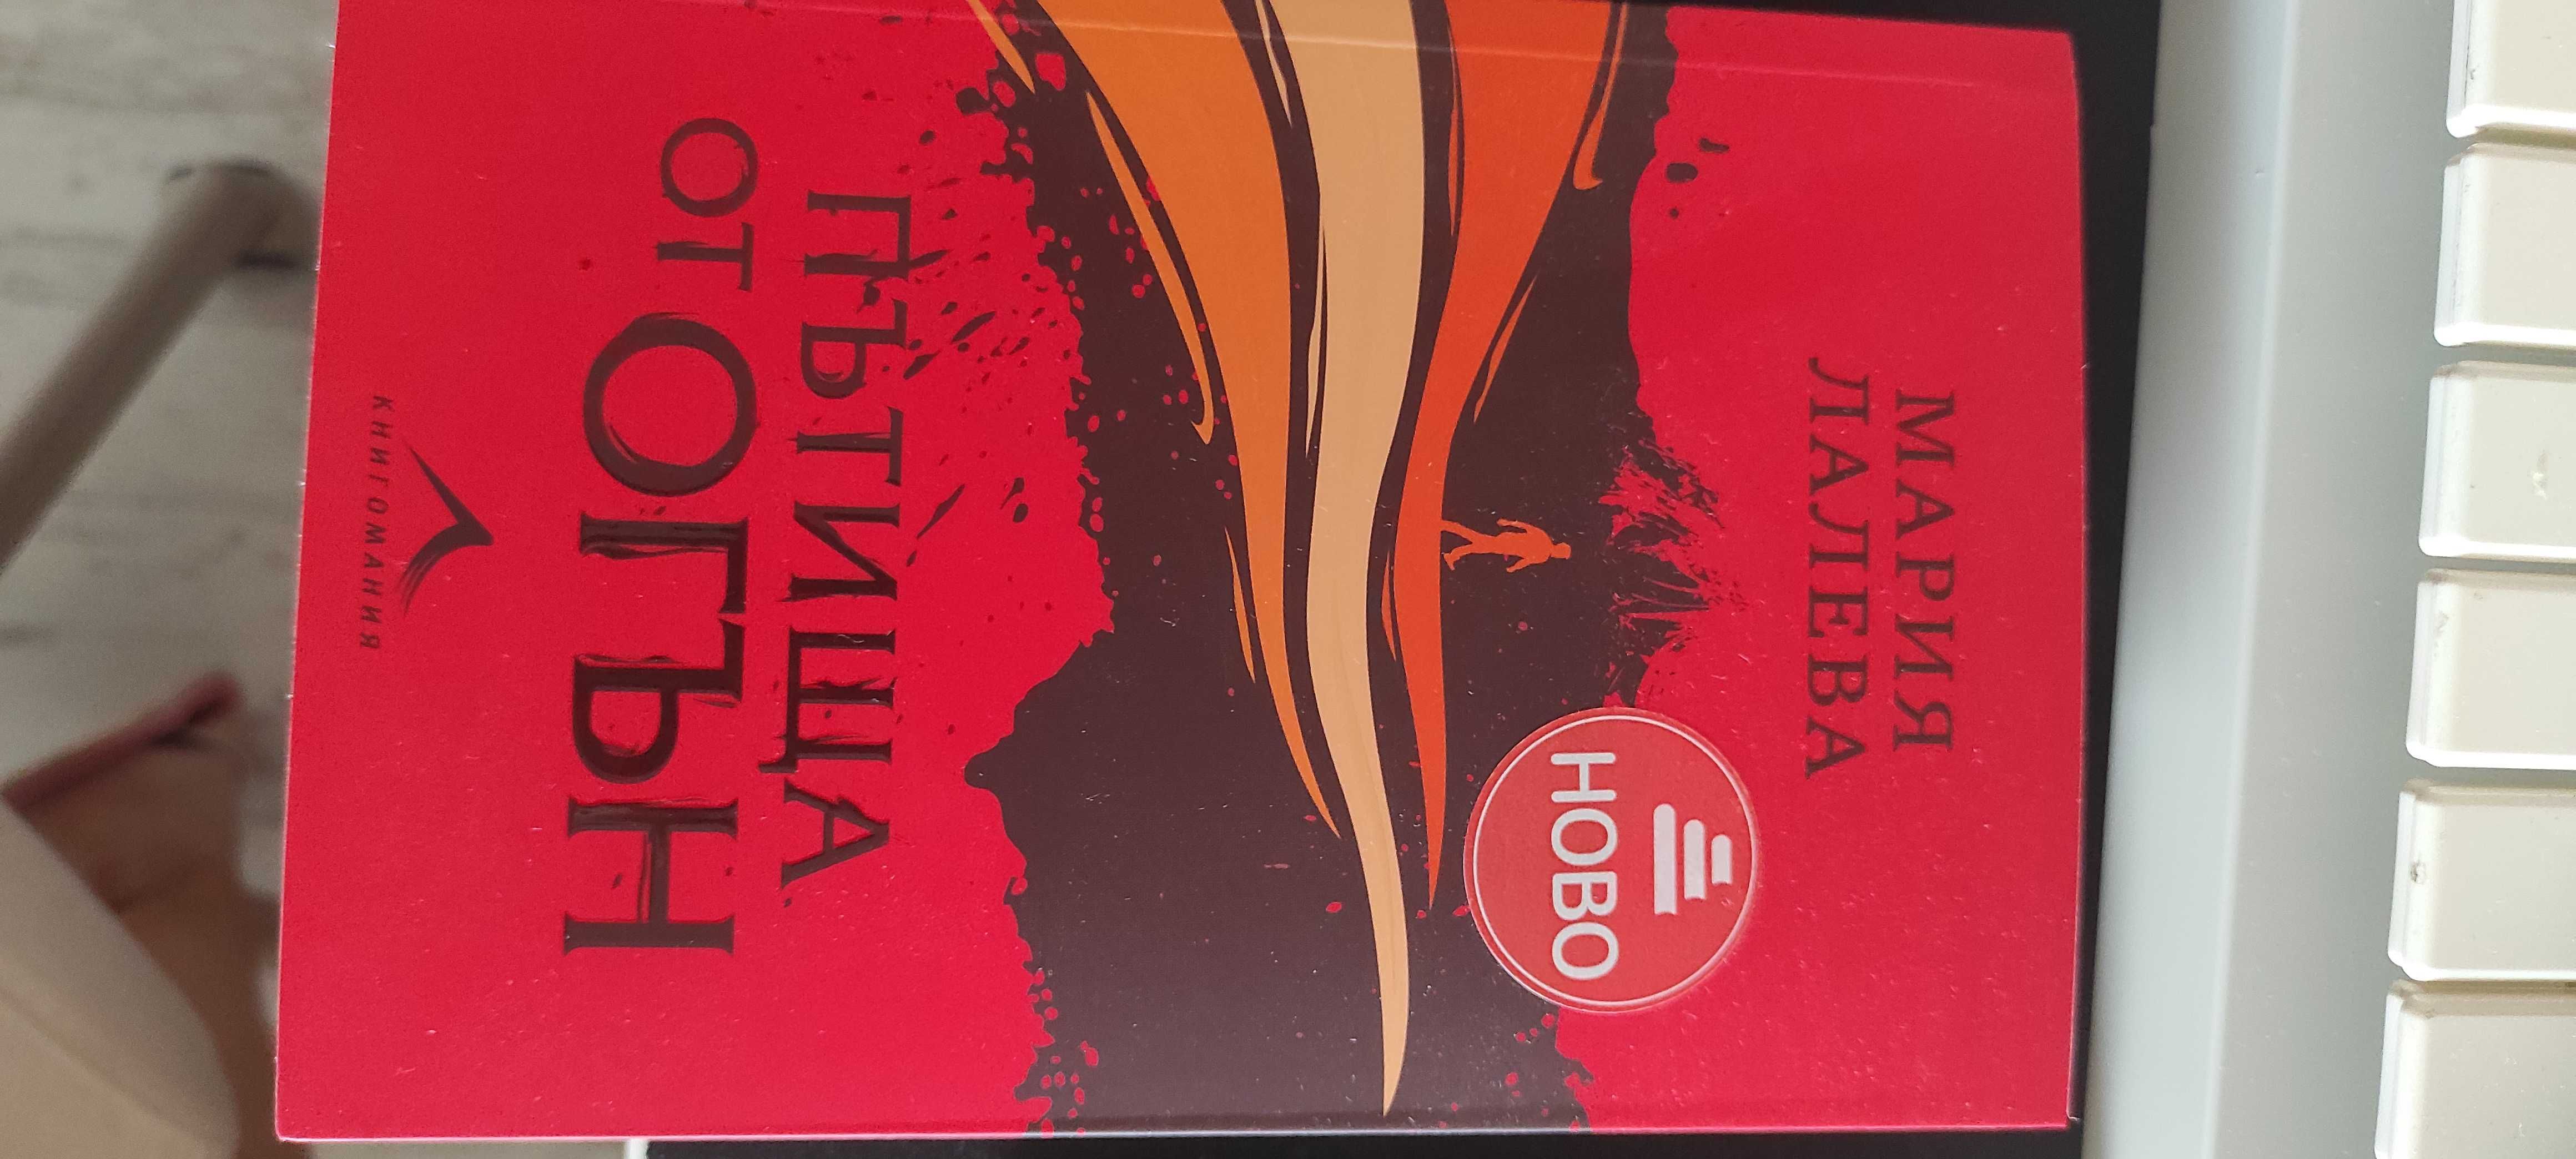 МАРИЯ
ЛАЛЕВА
НОВО
ПЪТИЩА
ОТ ОГЪН
КНИГОМАНИЯ